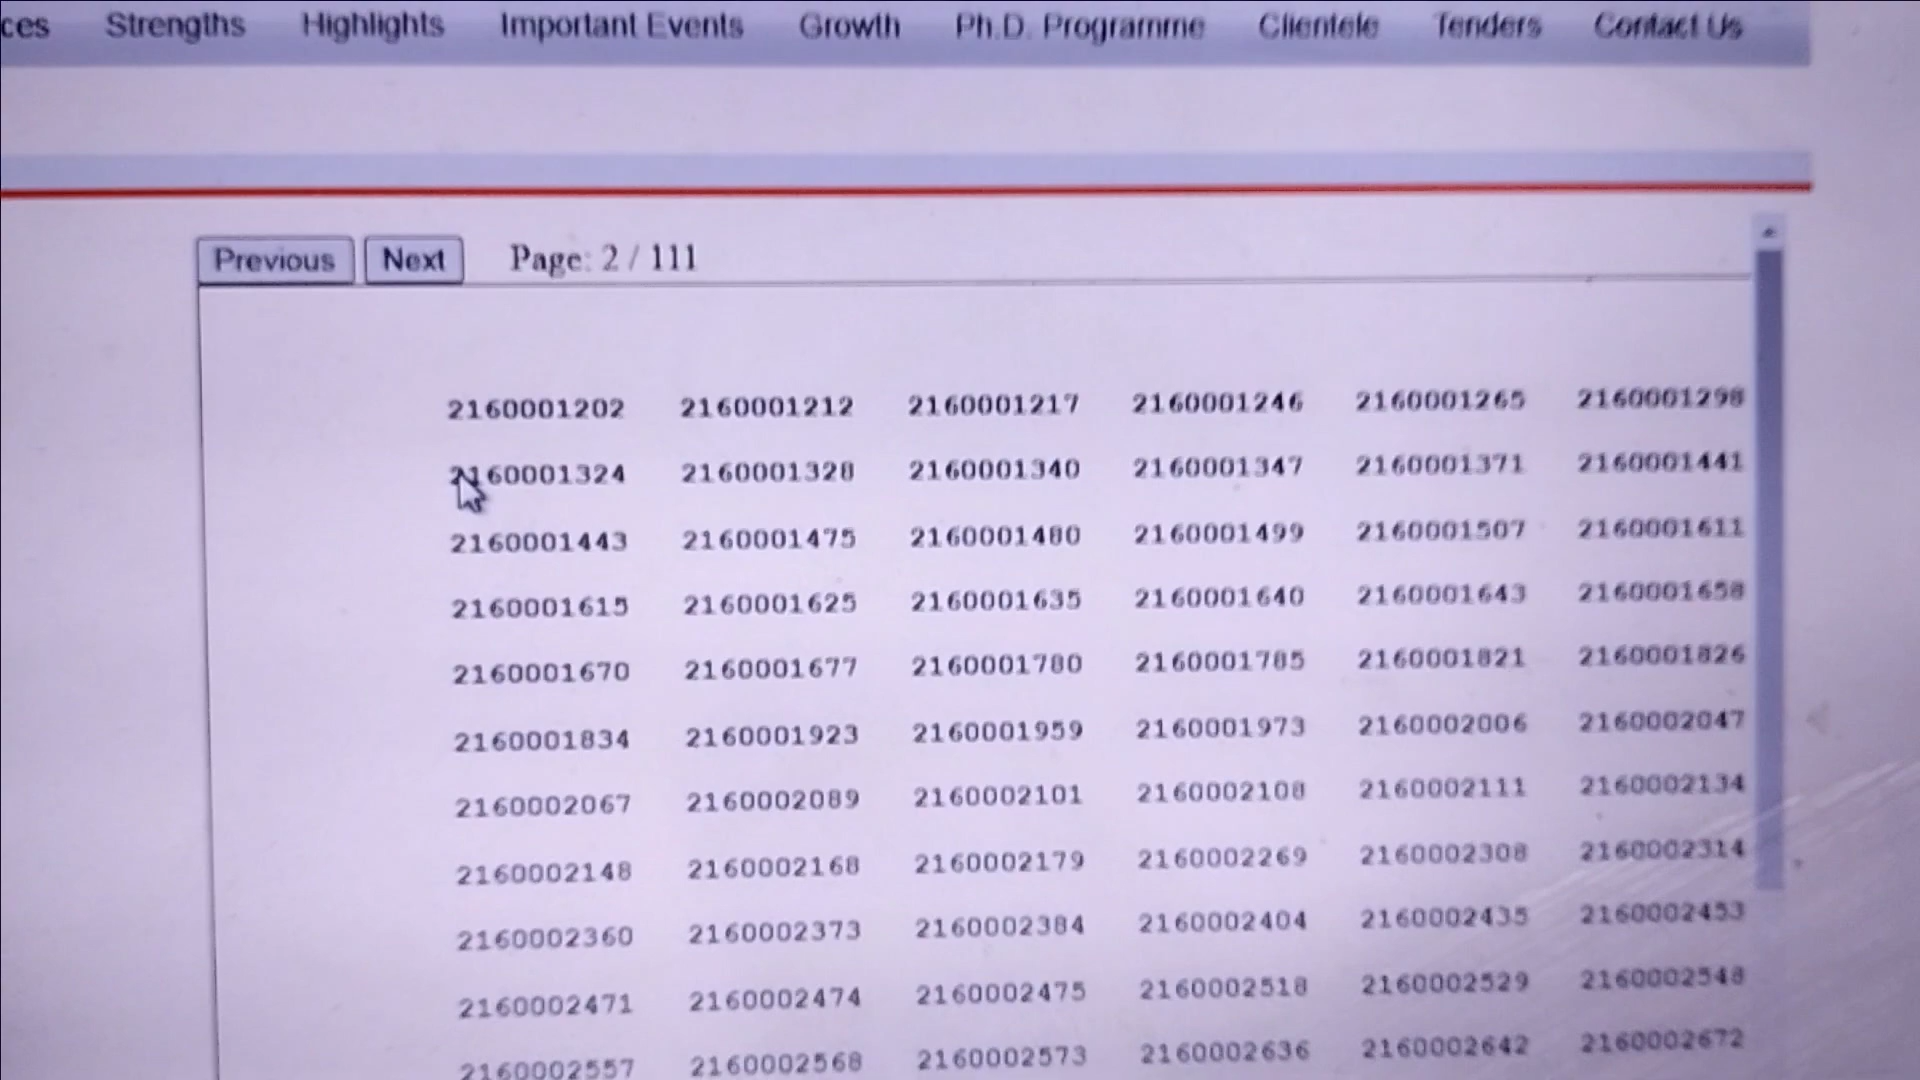 ces Strengths Highlights Important Events Growth Ph.D. Programme Clientele Tenders Contact Us
Previous Next Page: 2 / 111
2160001202 2160001212 2160001217 2160001246 2160001265 2160001298
2160001324 2160001328 2160001340 2160001347 2160001371 2160001441
2160001443 2160001475 2160001480 2160001499 2160001507 2160001611
2160001615 2160001625 2160001635 2160001640 2160001643 2160001658
2160001670 2160001677 2160001780 2160001785 2160001821 2160001826
2160001834 2160001923 2160001959 2160001973 2160002006 2160002047
2160002067 2160002089 2160002101 2160002108 2160002111 2160002134
2160002148 2160002168 2160002179 2160002269 2160002308 2160002314
2160002360 2160002373 2160002384 2160002404 2160002435 2160002453
2160002471 2160002474 2160002475 2160002518 2160002529 2160002548
2160002557 2160002568 2160002573 2160002636 2160002642 2160002672